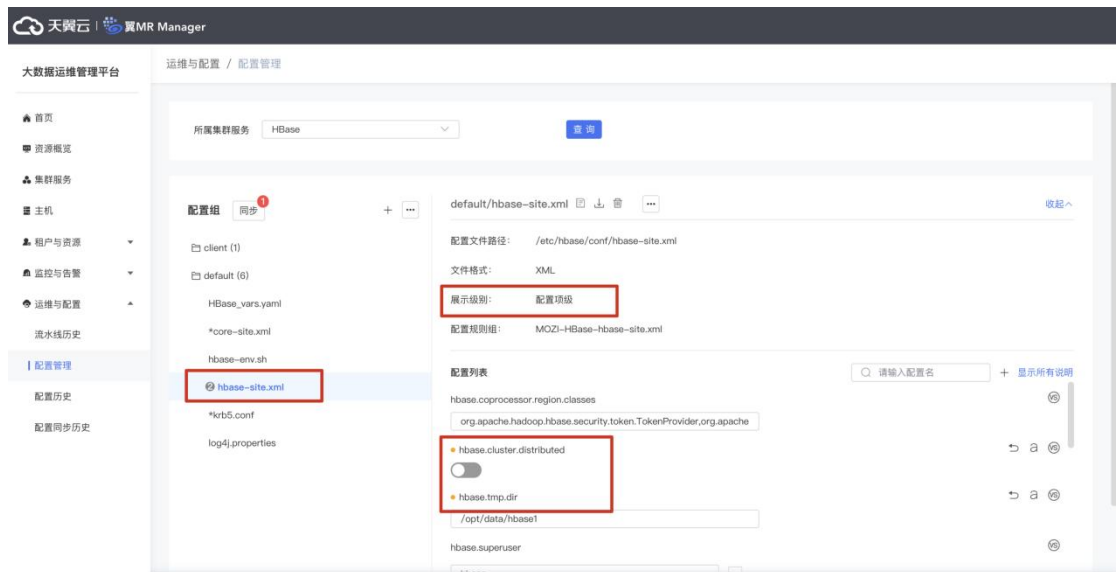 天翼云 | 翼MR Manager
大数据运维管理平台
首页
资源概览
集群服务
主机
租户与资源
监控与告警
运维与配置
流水线历史
配置管理
配置历史
配置同步历史
运维与配置 / 配置管理
所属集群服务 HBase 查 询
配置组 同步 1 + ...
client (1)
default (6)
HBase_vars.yaml
*core-site.xml
hbase-env.sh
hbase-site.xml
*krb5.conf
log4j.properties
default/hbase-site.xml ... 收起
配置文件路径: /etc/hbase/conf/hbase-site.xml
文件格式: XML
展示级别: 配置项级
配置规则组: MOZI-HBase-hbase-site.xml
配置列表 请输入配置名 + 显示所有说明
hbase.coprocessor.region.classes VS
org.apache.hadoop.hbase.security.token.TokenProvider,org.apache
hbase.cluster.distributed a VS
hbase.tmp.dir a VS
/opt/data/hbase1
hbase.superuser VS